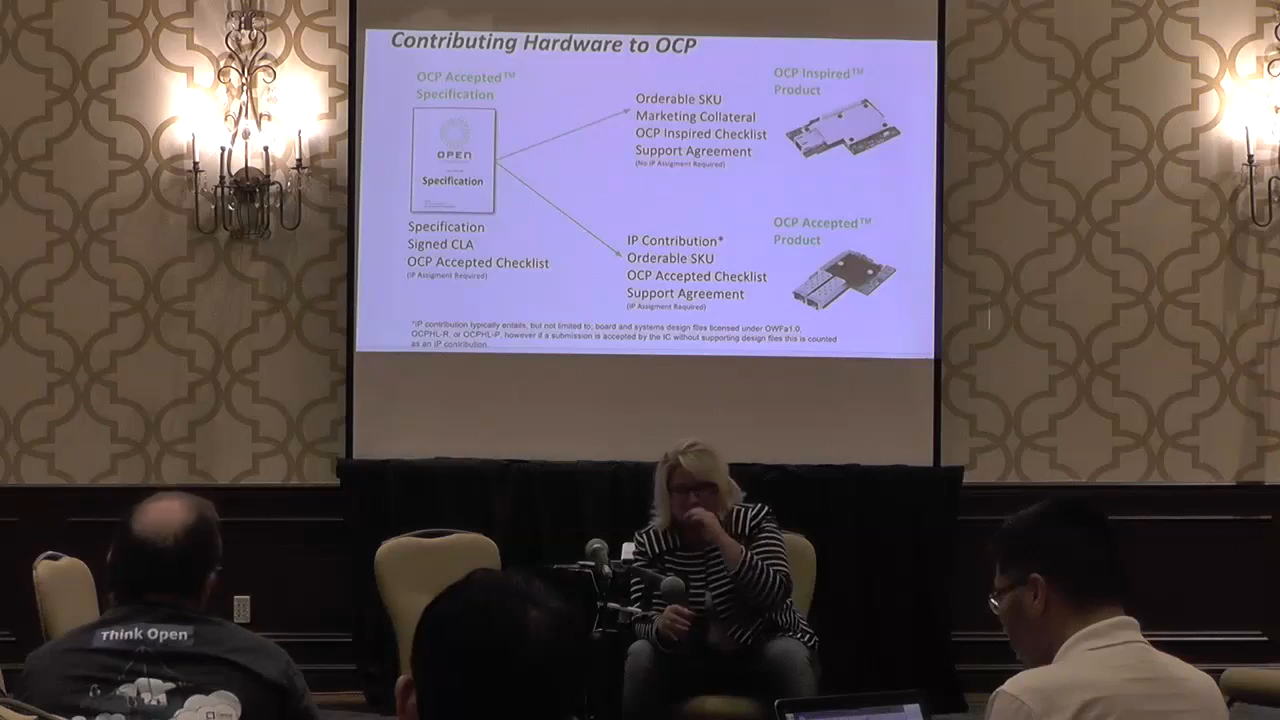 Contributing Hardware to OCP
OCP Accepted™
Specification
OPEN
Specification
Specification
Signed CLA
OCP Accepted Checklist
(IP Assigment Required)
Orderable SKU
Marketing Collateral
OCP Inspired Checklist
Support Agreement
(No IP Assigment Required)
OCP Inspired™
Product
IP Contribution*
Orderable SKU
OCP Accepted Checklist
Support Agreement
(IP Assigment Required)
OCP Accepted™
Product
*IP contribution typically entails, but not limited to; board and systems design files licensed under OWFa1.0,
OCPHL-R, or OCPHL-P, however if a submission is accepted by the IC without supporting design files this is counted
as an IP contribution.
Think Open